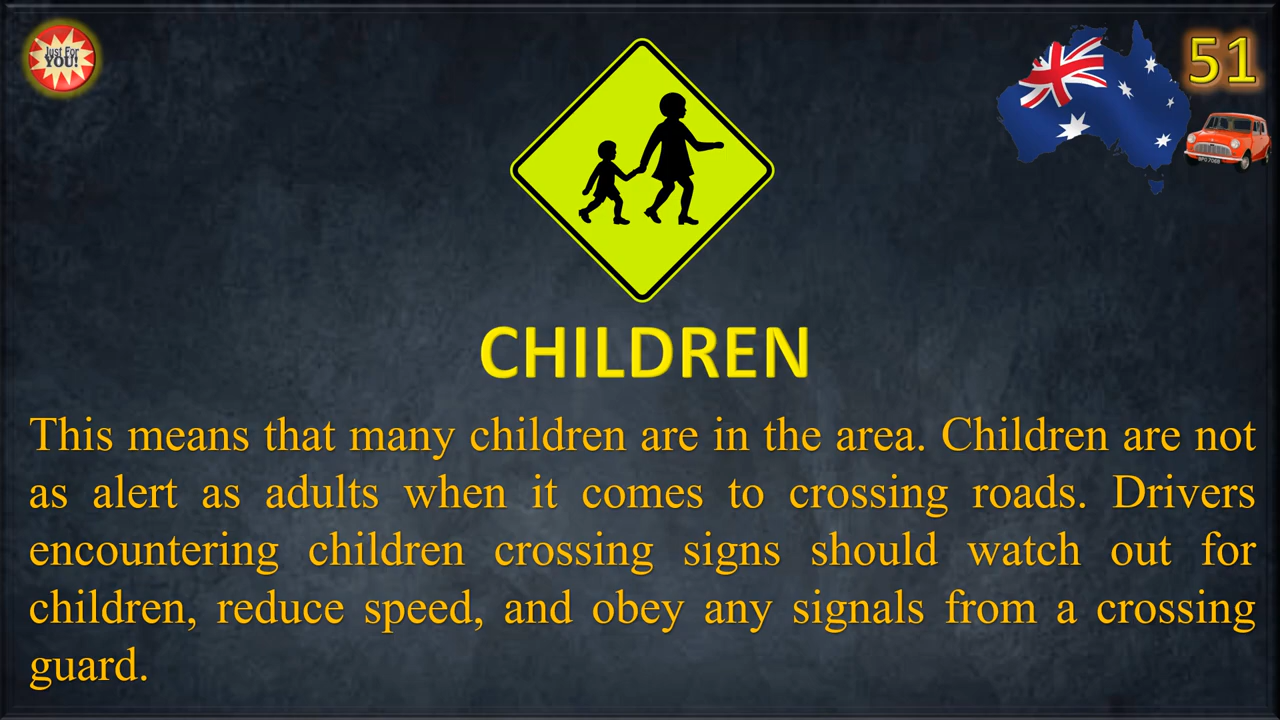 Just For
YOU!
51
CHILDREN
This means that many children are in the area. Children are not
as alert as adults when it comes to crossing roads. Drivers
encountering children crossing signs should watch out for
children, reduce speed, and obey any signals from a crossing
guard.